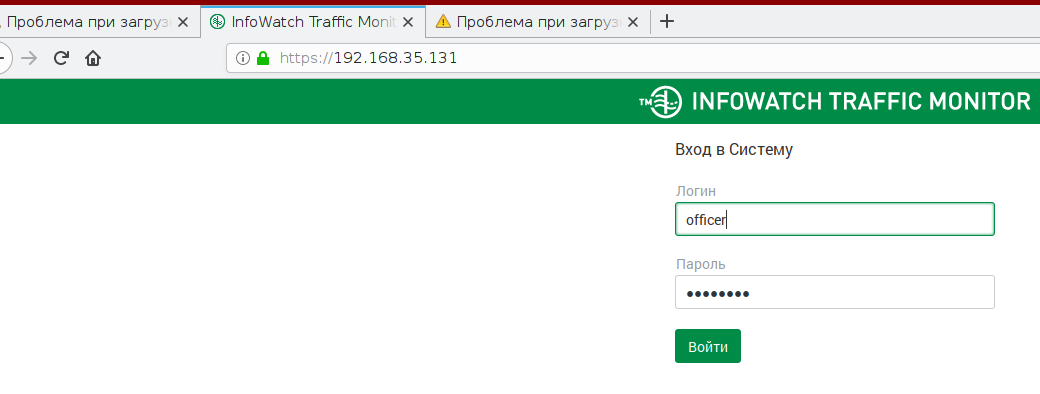 Проблема при загруз
InfoWatch Traffic Monit
Проблема при загруз
https://192.168.35.131
TM INFOWATCH TRAFFIC MONITOR
Вход в Систему
Логин
officer
Пароль
••••••••
Войти